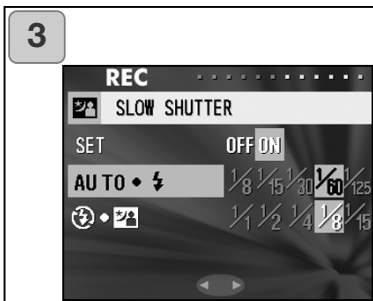 3
REC
SLOW SHUTTER
SET OFF ON
AUTO • 1/8 1/15 1/30 1/60 1/125
• 1/1 1/2 1/4 1/8 1/15